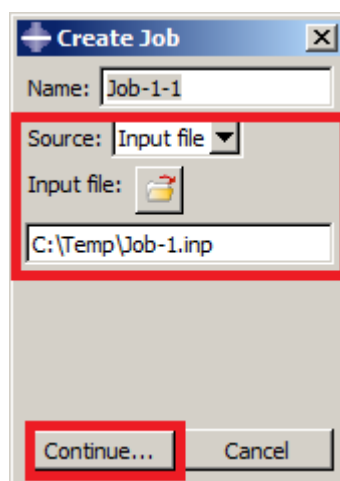 Create Job
Name: Job-1-1
Source: Input file
Input file:
C:\Temp\Job-1.inp
Continue... Cancel